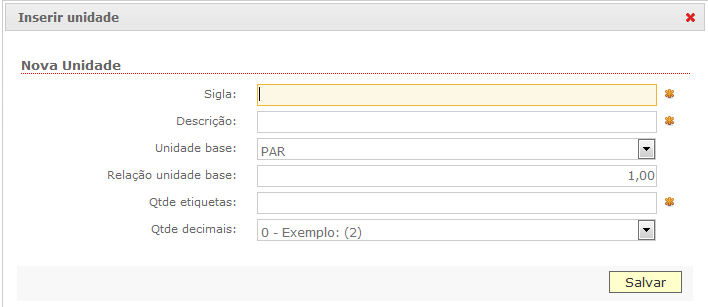 Inserir unidade
Nova Unidade
Sigla:
Descrição:
Unidade base: PAR
Relação unidade base: 1,00
Qtde etiquetas:
Qtde decimais: 0 - Exemplo: (2)
Salvar